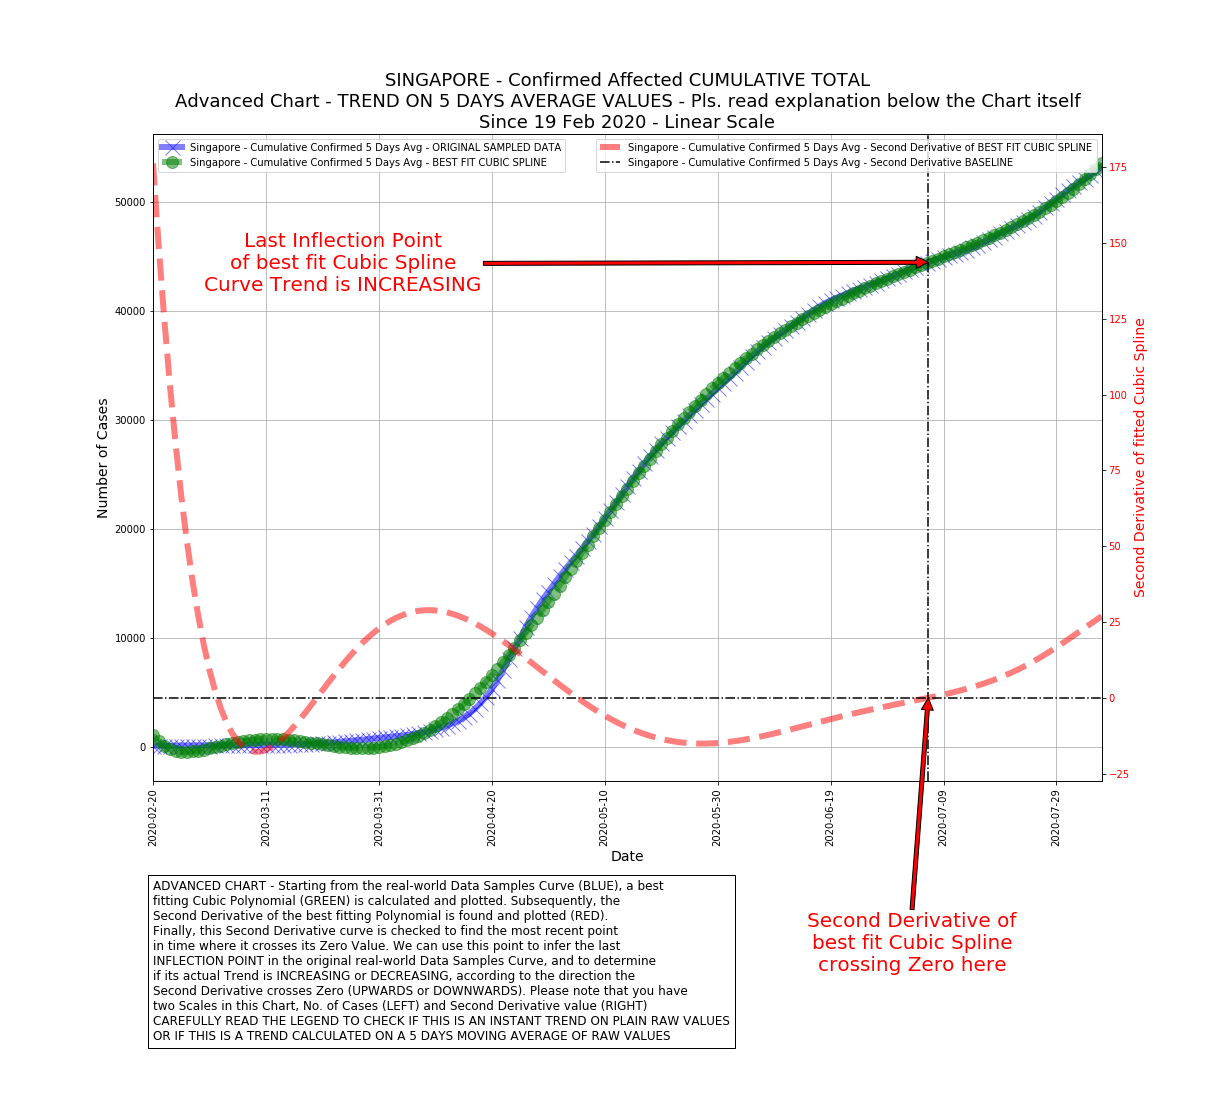 SINGAPORE - Confirmed Affected CUMULATIVE TOTAL
Advanced Chart - TREND ON 5 DAYS AVERAGE VALUES - Pls. read explanation below the Chart itself
Since 19 Feb 2020 - Linear Scale
Singapore - Cumulative Confirmed 5 Days Avg - ORIGINAL SAMPLED DATA
Singapore - Cumulative Confirmed 5 Days Avg - BEST FIT CUBIC SPLINE
Singapore - Cumulative Confirmed 5 Days Avg - Second Derivative of BEST FIT CUBIC SPLINE
Singapore - Cumulative Confirmed 5 Days Avg - Second Derivative BASELINE
Last Inflection Point
of best fit Cubic Spline
Curve Trend is INCREASING
Number of Cases
50000
40000
30000
20000
10000
0
175
150
125
100
75
50
25
0
−25
Second Derivative of fitted Cubic Spline
2020-02-20
2020-03-11
2020-03-31
2020-04-20
2020-05-10
2020-05-30
2020-06-19
2020-07-09
2020-07-29
Date
ADVANCED CHART - Starting from the real-world Data Samples Curve (BLUE), a best
fitting Cubic Polynomial (GREEN) is calculated and plotted. Subsequently, the
Second Derivative of the best fitting Polynomial is found and plotted (RED).
Finally, this Second Derivative curve is checked to find the most recent point
in time where it crosses its Zero Value. We can use this point to infer the last
INFLECTION POINT in the original real-world Data Samples Curve, and to determine
if its actual Trend is INCREASING or DECREASING, according to the direction the
Second Derivative crosses Zero (UPWARDS or DOWNWARDS). Please note that you have
two Scales in this Chart, No. of Cases (LEFT) and Second Derivative value (RIGHT)
CAREFULLY READ THE LEGEND TO CHECK IF THIS IS AN INSTANT TREND ON PLAIN RAW VALUES
OR IF THIS IS A TREND CALCULATED ON A 5 DAYS MOVING AVERAGE OF RAW VALUES
Second Derivative of
best fit Cubic Spline
crossing Zero here